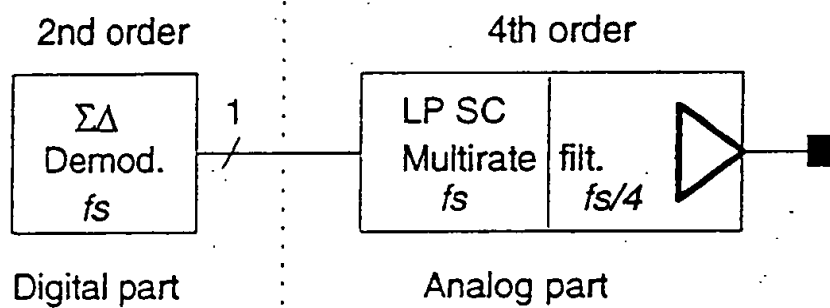 2nd order
4th order
ΣΔ
Demod.
fs
1
LP SC
Multirate filt.
fs
fs/4
Digital part
Analog part